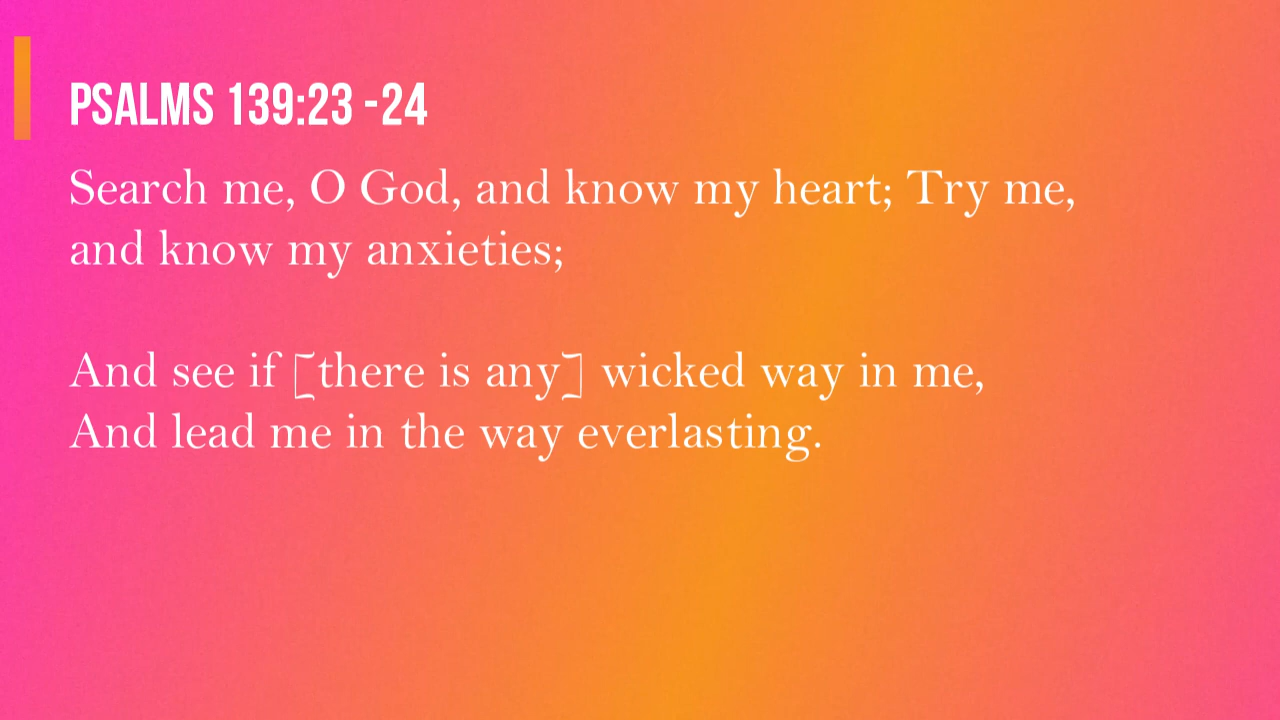 PSALMS 139:23 -24
Search me, O God, and know my heart; Try me,
and know my anxieties;
And see if [there is any] wicked way in me,
And lead me in the way everlasting.